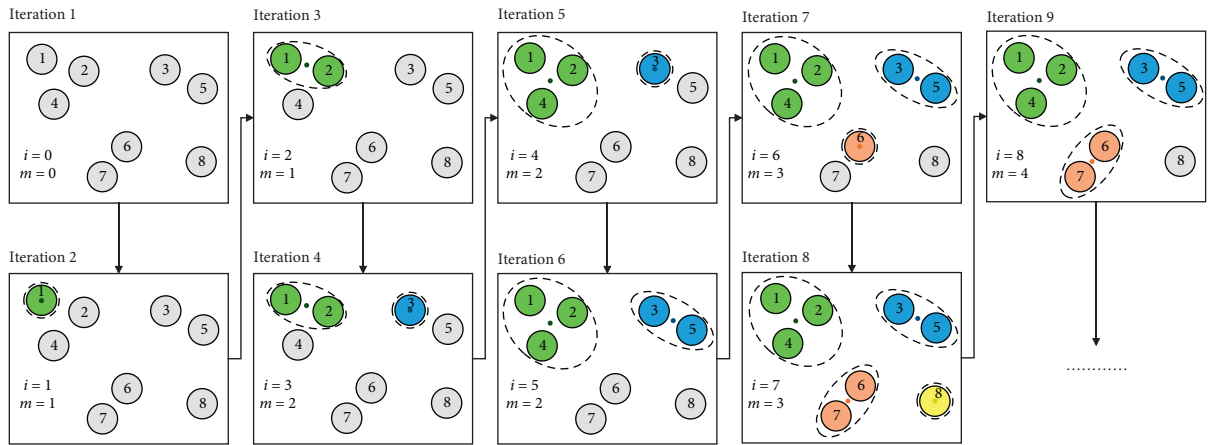 Iteration 1
1
2
3
4
5
6
7
8
i = 0
m = 0
Iteration 2
1
2
3
4
5
6
7
8
i = 1
m = 1
Iteration 3
1
2
3
4
5
6
7
8
i = 2
m = 1
Iteration 4
1
2
3
4
5
6
7
8
i = 3
m = 2
Iteration 5
1
2
3
4
5
6
7
8
i = 4
m = 2
Iteration 6
1
2
3
4
5
6
7
8
i = 5
m = 2
Iteration 7
1
2
3
4
5
6
7
8
i = 6
m = 3
Iteration 8
1
2
3
4
5
6
7
8
i = 7
m = 3
Iteration 9
1
2
3
4
5
6
7
8
i = 8
m = 4
............